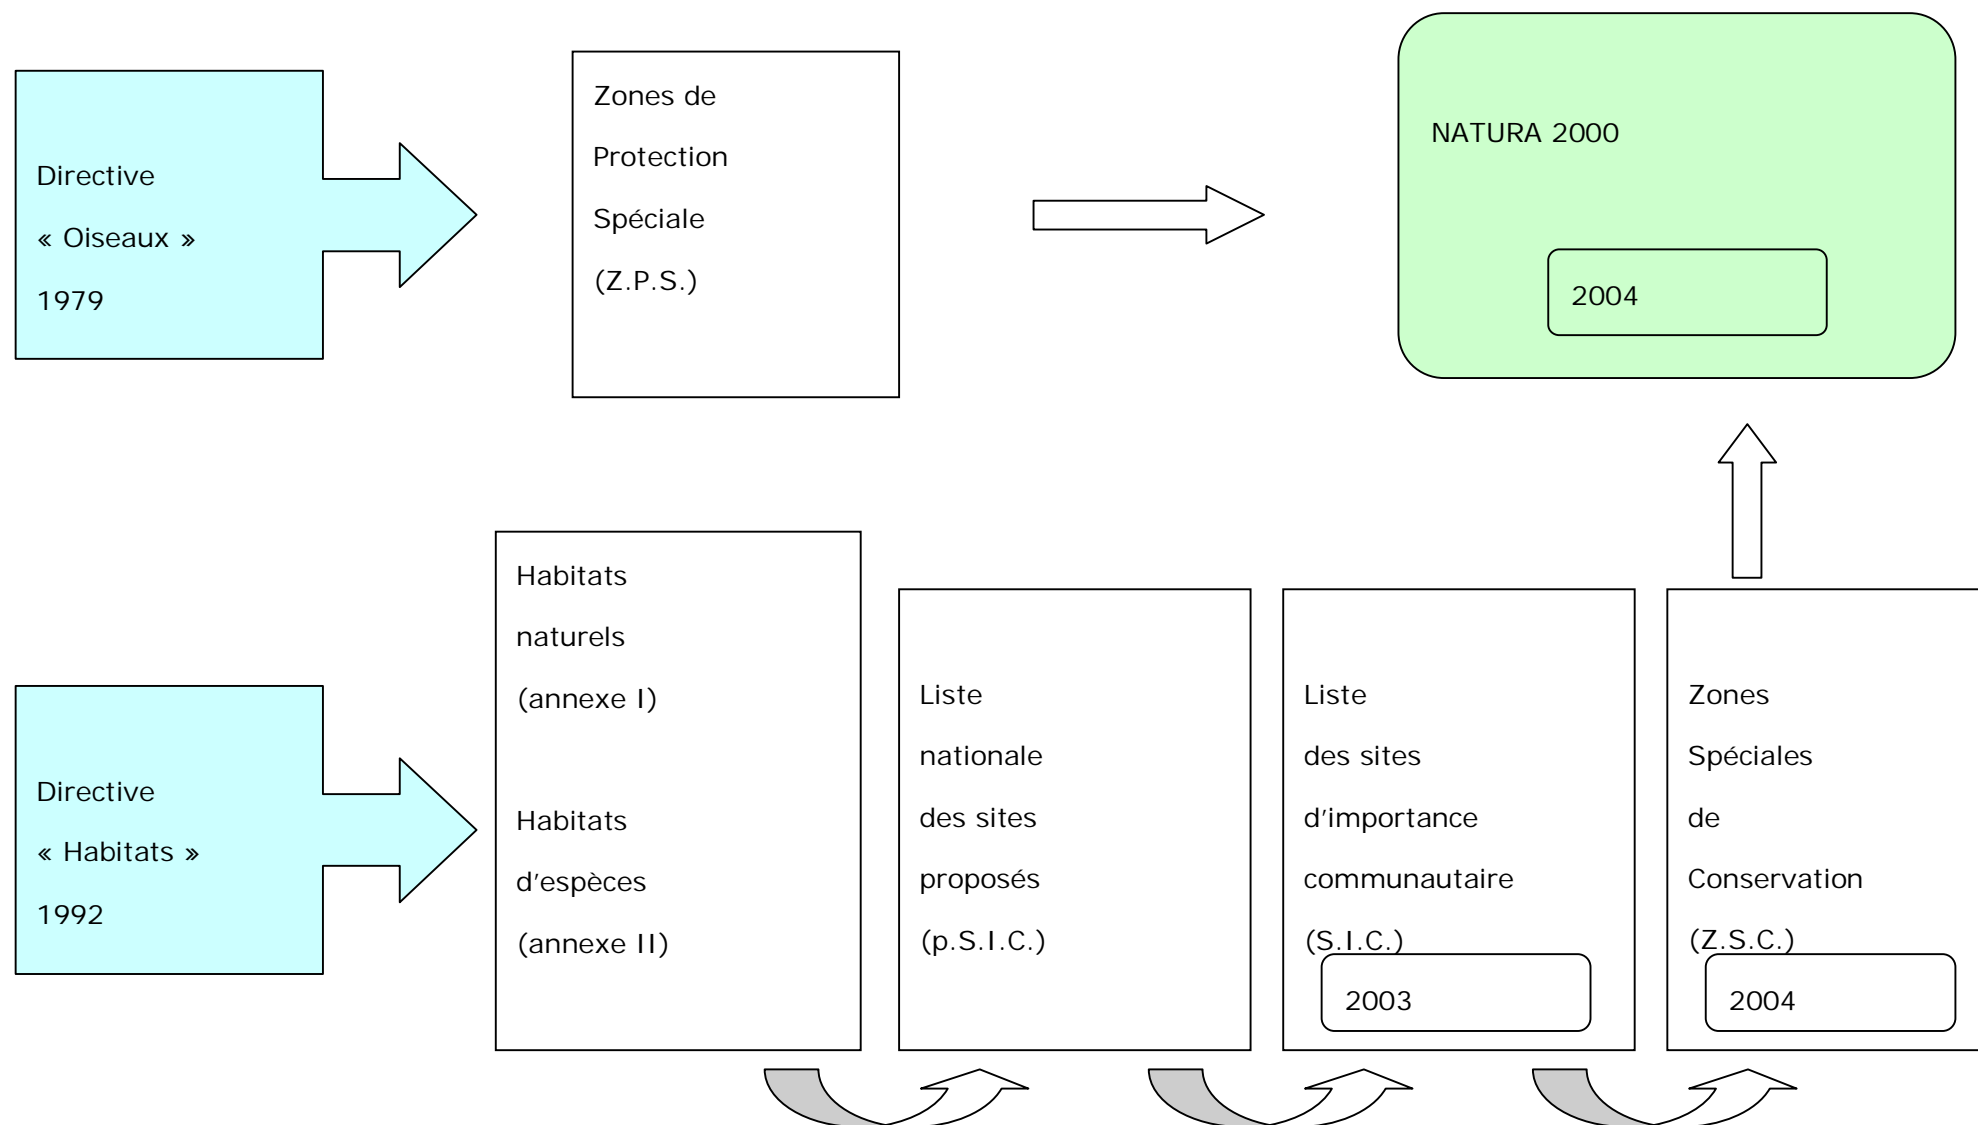 Directive
« Oiseaux »
1979
Zones de
Protection
Spéciale
(Z.P.S.)
NATURA 2000
2004
Directive
« Habitats »
1992
Habitats
naturels
(annexe I)
Habitats
d'espèces
(annexe II)
Liste
nationale
des sites
proposés
(p.S.I.C.)
Liste
des sites
d'importance
communautaire
(S.I.C.)
2003
Zones
Spéciales
de
Conservation
(Z.S.C.)
2004